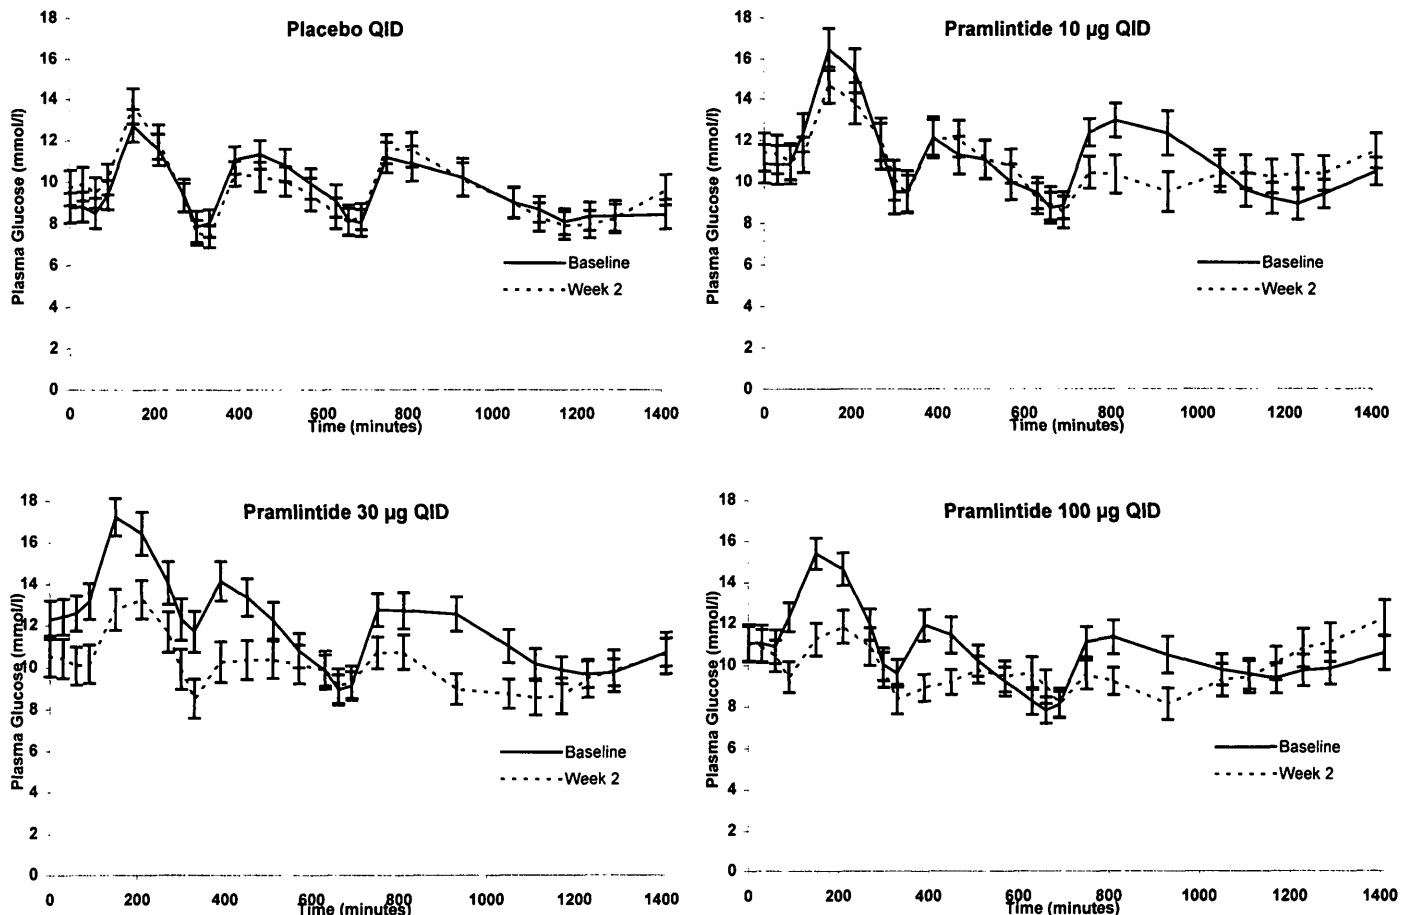 Placebo QID
Plasma Glucose (mmol/l)
18
16
14
12
10
8
6
4
2
0
Baseline
Week 2
0 200 400 600 800 1000 1200 1400
Time (minutes)
Pramlintide 10 µg QID
Plasma Glucose (mmol/l)
18
16
14
12
10
8
6
4
2
0
Baseline
Week 2
0 200 400 600 800 1000 1200 1400
Time (minutes)
Pramlintide 30 µg QID
Plasma Glucose (mmol/l)
18
16
14
12
10
8
6
4
2
0
Baseline
Week 2
0 200 400 600 800 1000 1200 1400
Time (minutes)
Pramlintide 100 µg QID
Plasma Glucose (mmol/l)
18
16
14
12
10
8
6
4
2
0
Baseline
Week 2
0 200 400 600 800 1000 1200 1400
Time (minutes)